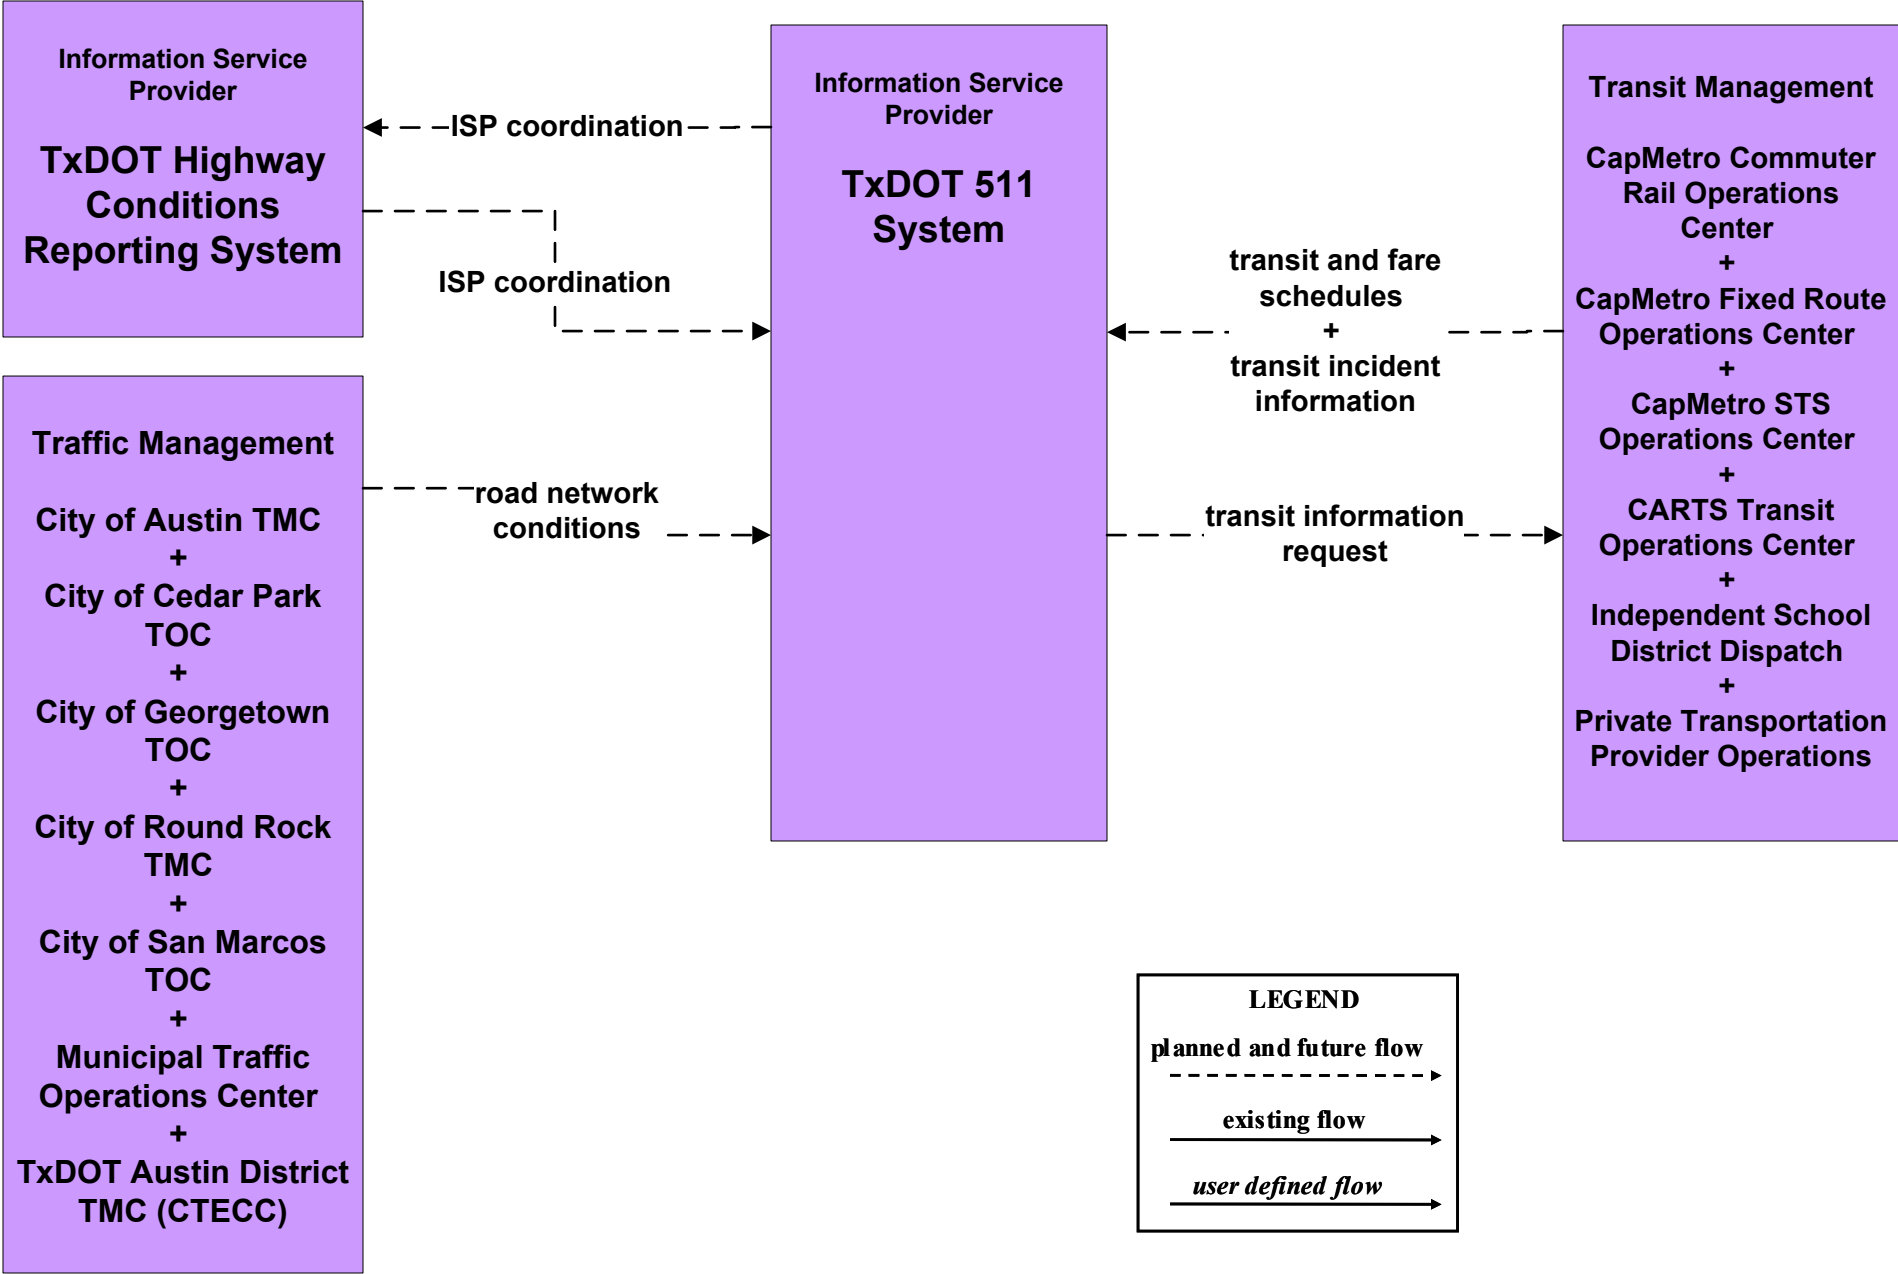 Information Service
Provider
TxDOT Highway
Conditions
Reporting System
Traffic Management
City of Austin TMC
+
City of Cedar Park
TOC
+
City of Georgetown
TOC
+
City of Round Rock
TMC
+
City of San Marcos
TOC
+
Municipal Traffic
Operations Center
+
TxDOT Austin District
TMC (CTECC)
ISP coordination
ISP coordination
road network
conditions
Information Service
Provider
TxDOT 511
System
transit and fare
schedules
+
transit incident
information
transit information
request
Transit Management
CapMetro Commuter
Rail Operations
Center
+
CapMetro Fixed Route
Operations Center
+
CapMetro STS
Operations Center
+
CARTS Transit
Operations Center
+
Independent School
District Dispatch
+
Private Transportation
Provider Operations
LEGEND
planned and future flow
existing flow
user defined flow